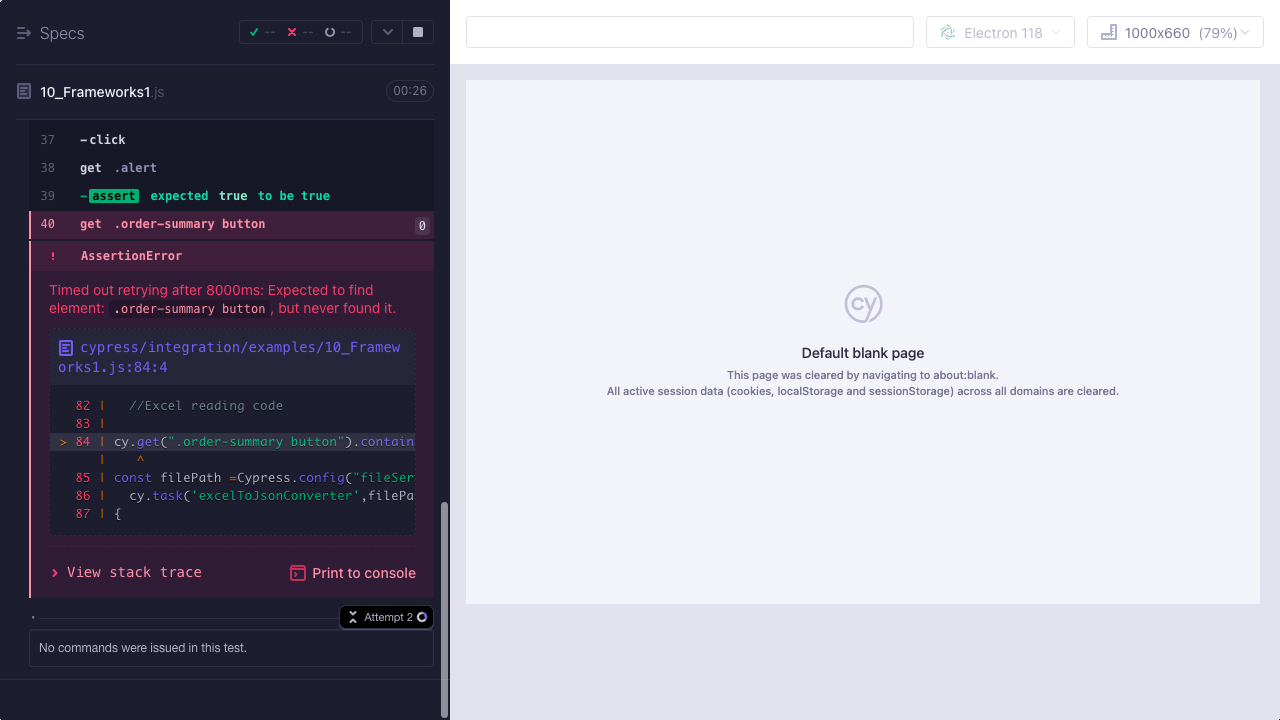 Specs
--
--
--
Electron 118
1000x660 (79%)
10_Frameworks1.js
00:26
37 -click
38 get .alert
39 -assert expected true to be true
40 get .order-summary button 0
! AssertionError
Timed out retrying after 8000ms: Expected to find
element: .order-summary button, but never found it.
cypress/integration/examples/10_Framew
orks1.js:84:4
82 | //Excel reading code
83 |
> 84 | cy.get(".order-summary button").contain
| ^
85 | const filePath =Cypress.config("fileSer
86 | cy.task('excelToJsonConverter',filePa
87 | {
> View stack trace
Print to console
Attempt 2
No commands were issued in this test.
cy
Default blank page
This page was cleared by navigating to about:blank.
All active session data (cookies, localStorage and sessionStorage) across all domains are cleared.